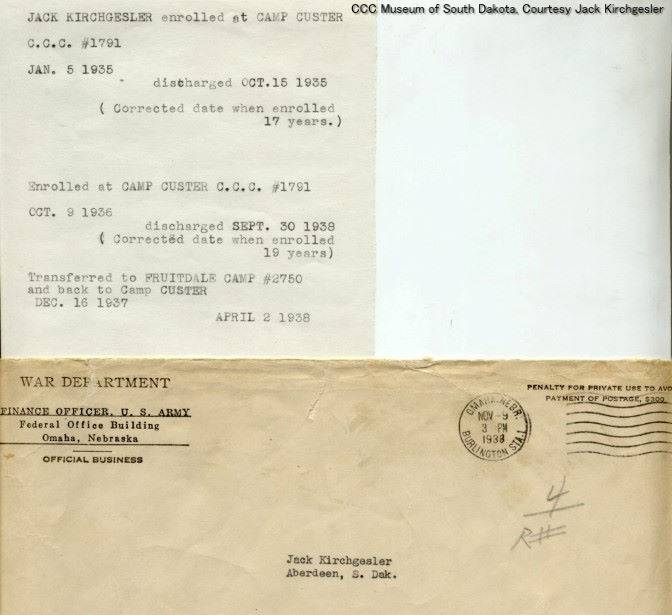 CCC Museum of South Dakota, Courtesy Jack Kirchgesler
JACK KIRCHGESLER enrolled at CAMP CUSTER
C.C.C. #1791
JAN. 5 1935
discharged OCT.15 1935
( Corrected date when enrolled
17 years.)
Enrolled at CAMP CUSTER C.C.C. #1791
OCT. 9 1936
discharged SEPT. 30 1938
( Corrected date when enrolled
19 years)
Transferred to FRUITDALE CAMP #2750
and back to Camp CUSTER
DEC. 16 1937
APRIL 2 1938
WAR DEPARTMENT
FINANCE OFFICER, U. S. ARMY
Federal Office Building
Omaha, Nebraska
OFFICIAL BUSINESS
PENALTY FOR PRIVATE USE TO AVO
PAYMENT OF POSTAGE, $300
OMAHA, NEBR.
NOV -9
3 PM
1938
BURLINGTON STA.
4
R#
Jack Kirchgesler
Aberdeen, S. Dak.